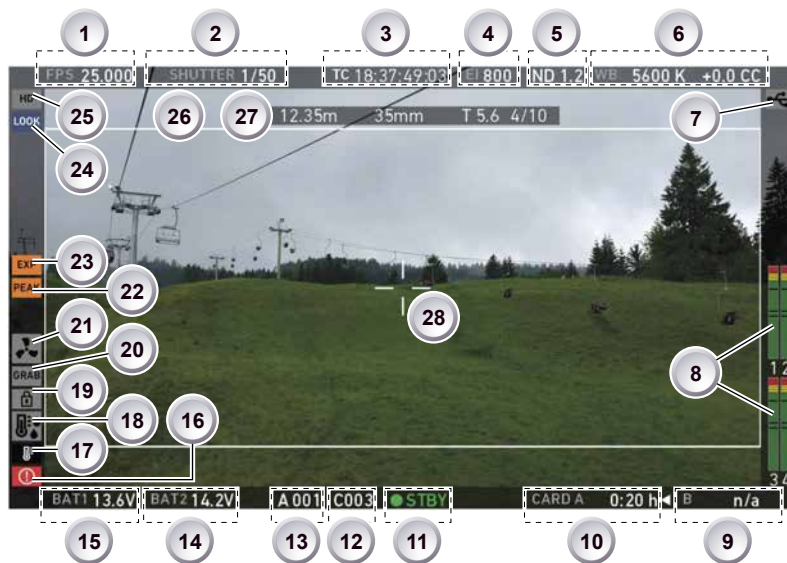 1 2 3 4 5 6
FPS 25.000 SHUTTER 1/50 TC 18:37:49:03 EI 800 ND 1.2 WB 5600 K +0.0 CC
HD 25 26 27 12.35m 35mm T 5.6 4/10 7
LOOK
24
EXP 23
PEAK 22
21 28
GRAB 20
19 8
1 2
18 16
17
3 4
BAT1 13.6V BAT2 14.2V A 001 C003 STBY CARD A 0:20 h B n/a
15 14 13 12 11 10 9